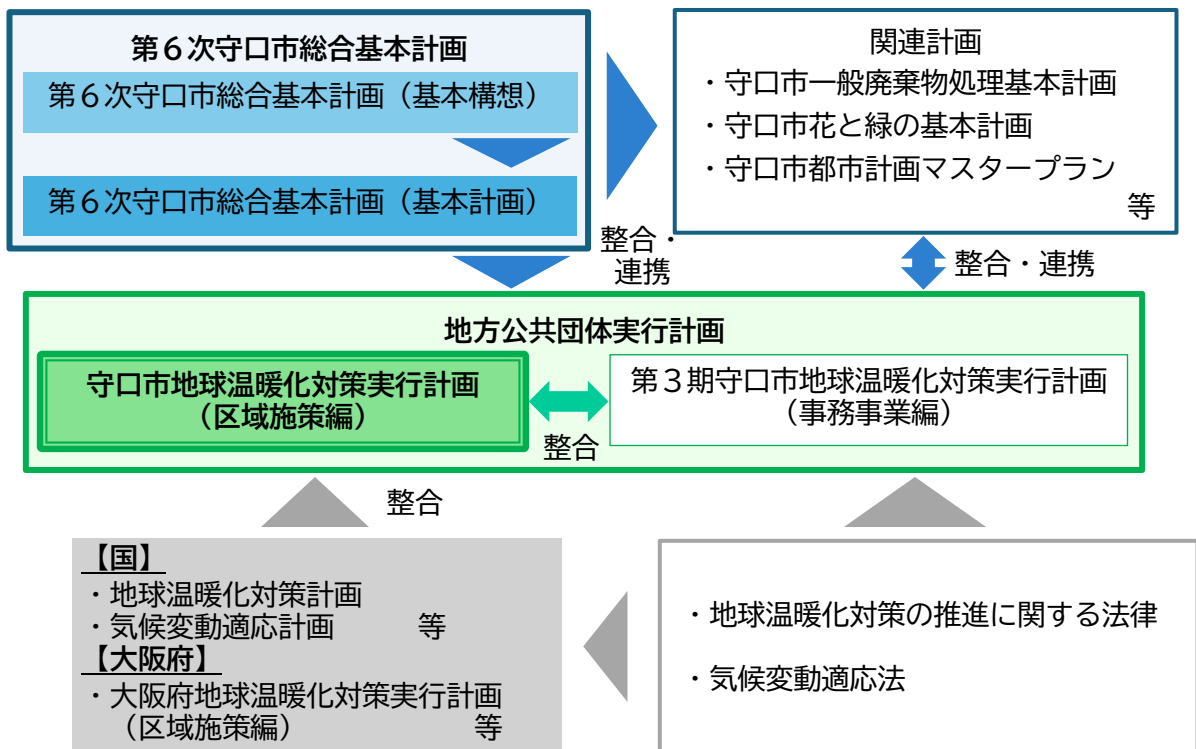 第６次守口市総合基本計画
第６次守口市総合基本計画（基本構想）
第６次守口市総合基本計画（基本計画）
関連計画
・守口市一般廃棄物処理基本計画
・守口市花と緑の基本計画
・守口市都市計画マスタープラン
等
整合・
連携
整合・連携
地方公共団体実行計画
守口市地球温暖化対策実行計画
（区域施策編）
整合
第３期守口市地球温暖化対策実行計画
（事務事業編）
整合
【国】
・地球温暖化対策計画
・気候変動適応計画　　　等
【大阪府】
・大阪府地球温暖化対策実行計画
（区域施策編）　　　　　　等
・地球温暖化対策の推進に関する法律
・気候変動適応法